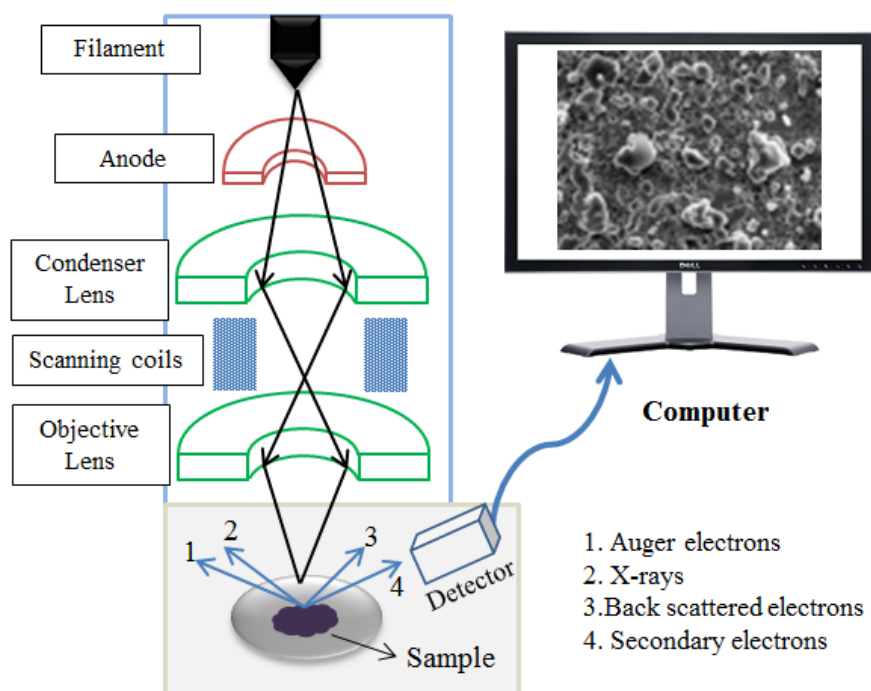 Filament
Anode
Condenser
Lens
Scanning coils
Objective
Lens
DELL
Computer
1
2
3
4
Detector
Sample
1. Auger electrons
2. X-rays
3.Back scattered electrons
4. Secondary electrons